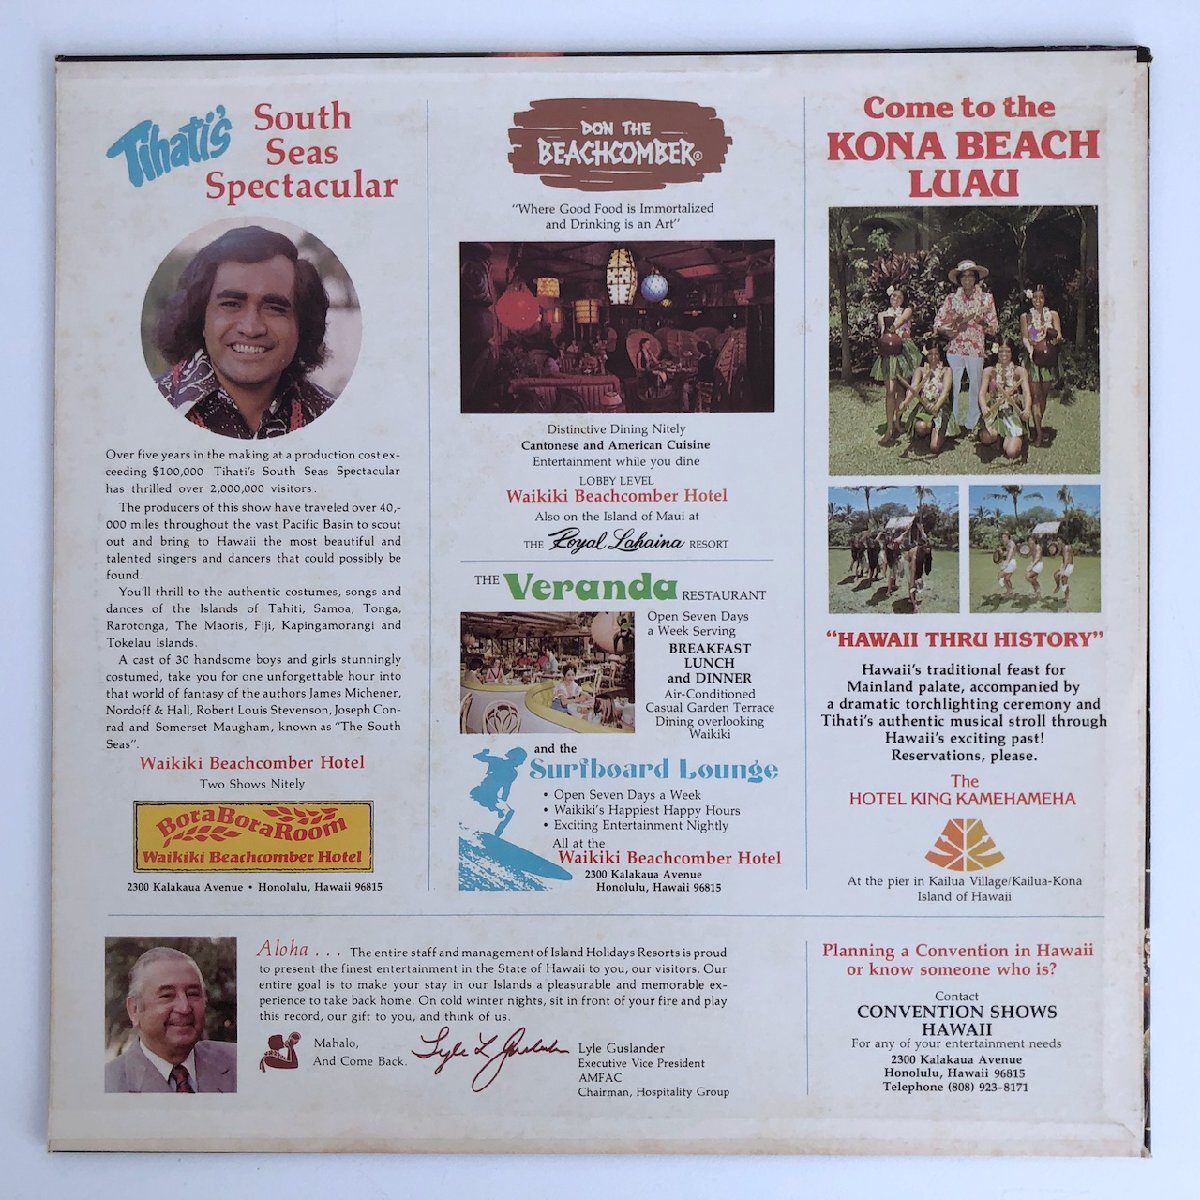 Tihati's
South
Seas
Spectacular
Over five years in the making at a production cost ex-
ceeding $100,000 Tihati's South Seas Spectacular
has thrilled over 2,000,000 visitors.
The producers of this show have traveled over 40,-
000 miles throughout the vast Pacific Basin to scout
out and bring to Hawaii the most beautiful and
talented singers and dancers that could possibly be
found.
You'll thrill to the authentic costumes, songs and
dances of the Islands of Tahiti, Samoa, Tonga,
Rarotonga, The Maoris, Fiji, Kapingamorangi and
Tokelau Islands.
A cast of 30 handsome boys and girls stunningly
costumed, take you for one unforgettable hour into
that world of fantasy of the authors James Michener,
Nordoff & Hall, Robert Louis Stevenson, Joseph Con-
rad and Somerset Maugham, known as "The South
Seas".
Waikiki Beachcomber Hotel
Two Shows Nitely
BoraBoraRoom
Waikiki Beachcomber Hotel
2300 Kalakaua Avenue • Honolulu, Hawaii 96815
DON THE
BEACHCOMBER®
"Where Good Food is Immortalized
and Drinking is an Art"
Distinctive Dining Nitely
Cantonese and American Cuisine
Entertainment while you dine
LOBBY LEVEL
Waikiki Beachcomber Hotel
Also on the Island of Maui at
THE Royal Lahaina RESORT
THE Veranda RESTAURANT
Open Seven Days
a Week Serving
BREAKFAST
LUNCH
and DINNER
Air-Conditioned
Casual Garden Terrace
Dining overlooking
Waikiki
and the
Surfboard Lounge
• Open Seven Days a Week
• Waikiki's Happiest Happy Hours
• Exciting Entertainment Nightly
All at the
Waikiki Beachcomber Hotel
2300 Kalakaua Avenue
Honolulu, Hawaii 96815
Come to the
KONA BEACH
LUAU
"HAWAII THRU HISTORY"
Hawaii's traditional feast for
Mainland palate, accompanied by
a dramatic torchlighting ceremony and
Tihati's authentic musical stroll through
Hawaii's exciting past!
Reservations, please.
The
HOTEL KING KAMEHAMEHA
At the pier in Kailua Village/Kailua-Kona
Island of Hawaii
Aloha . . . The entire staff and management of Island Holidays Resorts is proud
to present the finest entertainment in the State of Hawaii to you, our visitors. Our
entire goal is to make your stay in our Islands a pleasurable and memorable ex-
perience to take back home. On cold winter nights, sit in front of your fire and play
this record, our gift to you, and think of us.
Mahalo,
And Come Back.
Lyle L Guslander
Lyle Guslander
Executive Vice President
AMFAC
Chairman, Hospitality Group
Planning a Convention in Hawaii
or know someone who is?
Contact
CONVENTION SHOWS
HAWAII
For any of your entertainment needs
2300 Kalakaua Avenue
Honolulu, Hawaii 96815
Telephone (808) 923-8171